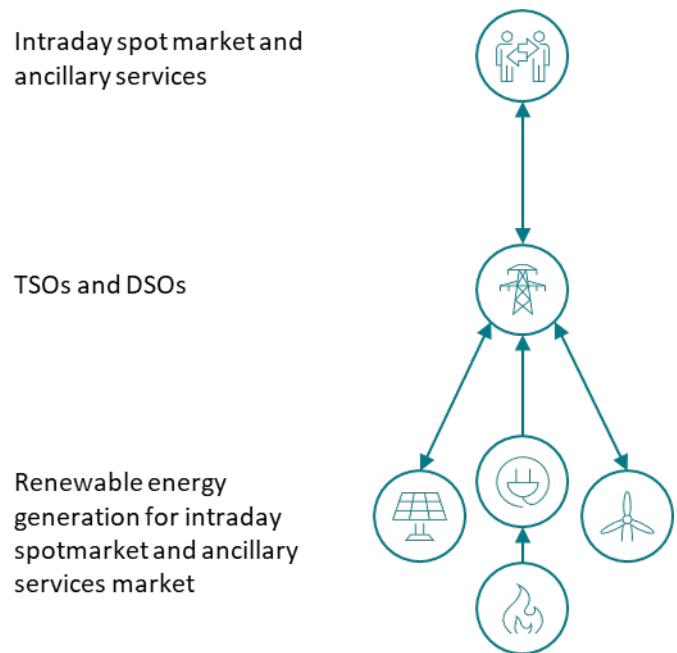 Intraday spot market and
ancillary services
TSOs and DSOs
Renewable energy
generation for intraday
spotmarket and ancillary
services market